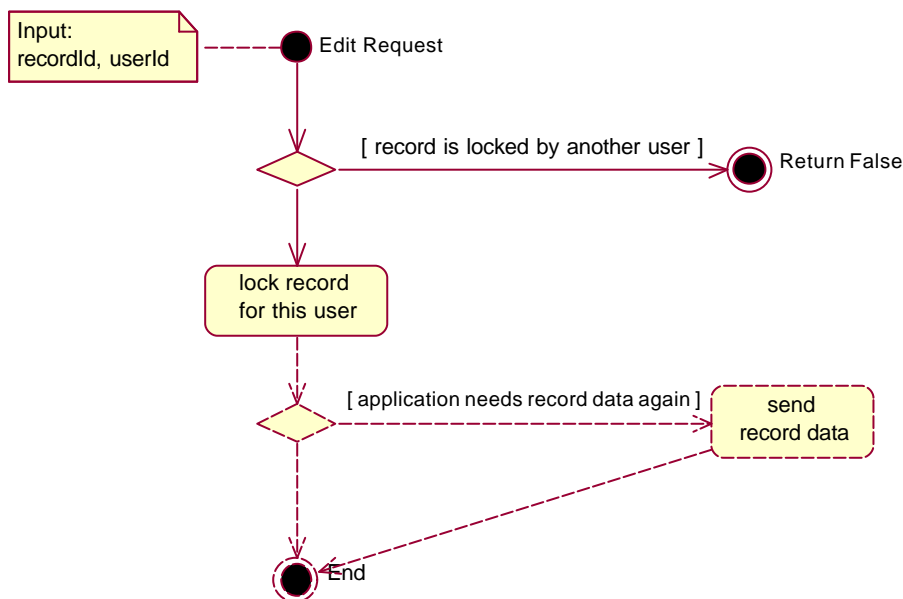 Input:
recordId, userId
Edit Request
[ record is locked by another user ]
Return False
lock record
for this user
[ application needs record data again ]
send
record data
End